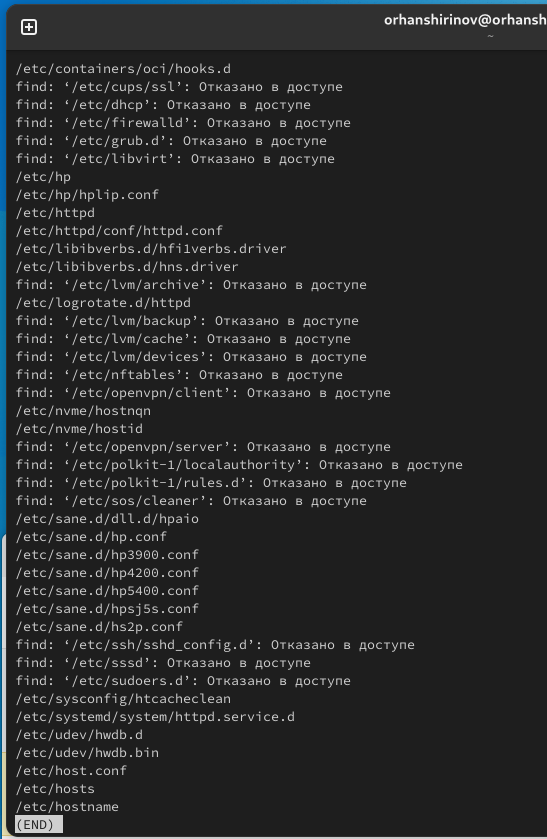 orhanshirinov@orhansh
~
/etc/containers/oci/hooks.d
find: ‘/etc/cups/ssl’: Отказано в доступе
find: ‘/etc/dhcp’: Отказано в доступе
find: ‘/etc/firewalld’: Отказано в доступе
find: ‘/etc/grub.d’: Отказано в доступе
find: ‘/etc/libvirt’: Отказано в доступе
/etc/hp
/etc/hp/hplip.conf
/etc/httpd
/etc/httpd/conf/httpd.conf
/etc/libibverbs.d/hfi1verbs.driver
/etc/libibverbs.d/hns.driver
find: ‘/etc/lvm/archive’: Отказано в доступе
/etc/logrotate.d/httpd
find: ‘/etc/lvm/backup’: Отказано в доступе
find: ‘/etc/lvm/cache’: Отказано в доступе
find: ‘/etc/lvm/devices’: Отказано в доступе
find: ‘/etc/nftables’: Отказано в доступе
find: ‘/etc/openvpn/client’: Отказано в доступе
/etc/nvme/hostnqn
/etc/nvme/hostid
find: ‘/etc/openvpn/server’: Отказано в доступе
find: ‘/etc/polkit-1/localauthority’: Отказано в доступе
find: ‘/etc/polkit-1/rules.d’: Отказано в доступе
find: ‘/etc/sos/cleaner’: Отказано в доступе
/etc/sane.d/dll.d/hpaio
/etc/sane.d/hp.conf
/etc/sane.d/hp3900.conf
/etc/sane.d/hp4200.conf
/etc/sane.d/hp5400.conf
/etc/sane.d/hpsj5s.conf
/etc/sane.d/hs2p.conf
find: ‘/etc/ssh/sshd_config.d’: Отказано в доступе
find: ‘/etc/sssd’: Отказано в доступе
find: ‘/etc/sudoers.d’: Отказано в доступе
/etc/sysconfig/htcacheclean
/etc/systemd/system/httpd.service.d
/etc/udev/hwdb.d
/etc/udev/hwdb.bin
/etc/host.conf
/etc/hosts
/etc/hostname
(END)